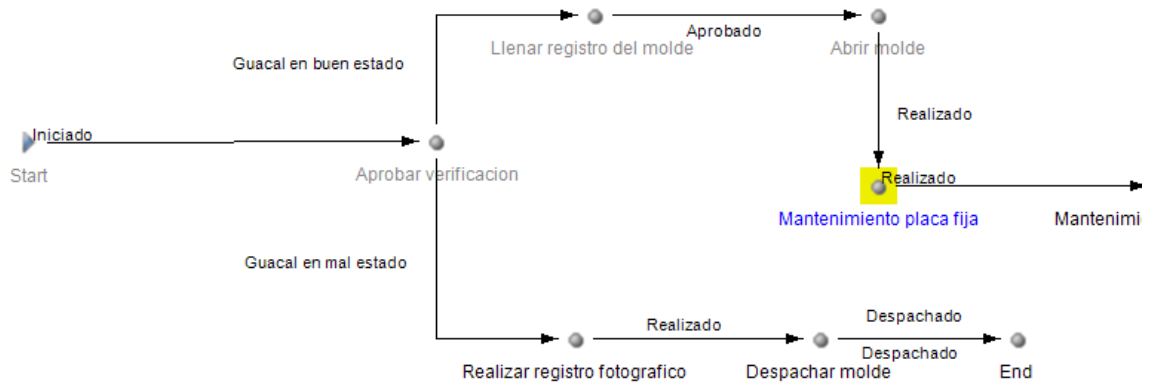 Aprobado
Llenar registro del molde
Abrir molde
Guacal en buen estado
Realizado
Iniciado
Start
Aprobar verificacion
Realizado
Mantenimiento placa fija
Mantenimi
Guacal en mal estado
Despachado
Realizado
Despachado
Realizar registro fotografico
Despachar molde
End